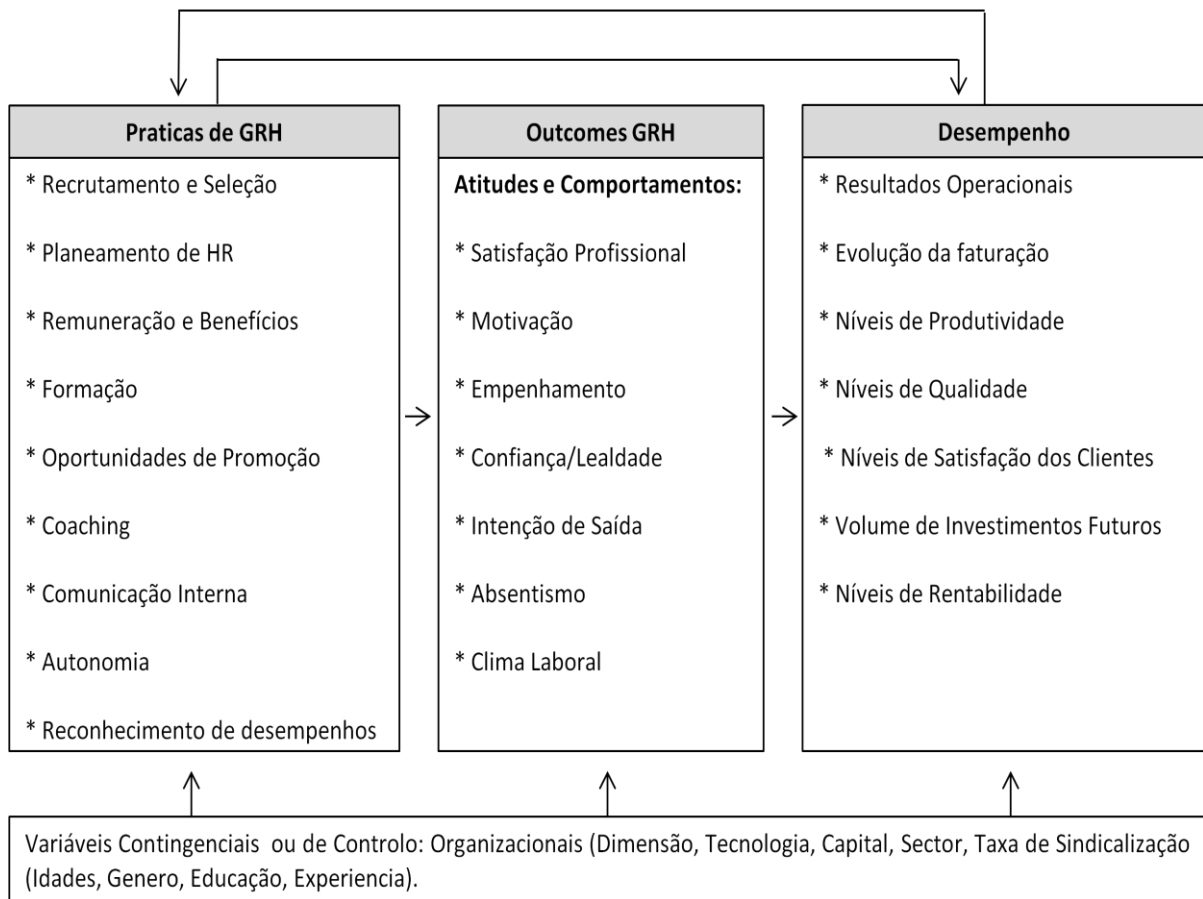 Praticas de GRH
* Recrutamento e Seleção
* Planeamento de HR
* Remuneração e Benefícios
* Formação
* Oportunidades de Promoção
* Coaching
* Comunicação Interna
* Autonomia
* Reconhecimento de desempenhos
Outcomes GRH
Atitudes e Comportamentos:
* Satisfação Profissional
* Motivação
* Empenhamento
* Confiança/Lealdade
* Intenção de Saída
* Absentismo
* Clima Laboral
Desempenho
* Resultados Operacionais
* Evolução da faturação
* Níveis de Produtividade
* Níveis de Qualidade
* Níveis de Satisfação dos Clientes
* Volume de Investimentos Futuros
* Níveis de Rentabilidade
Variáveis Contingenciais ou de Controlo: Organizacionais (Dimensão, Tecnologia, Capital, Sector, Taxa de Sindicalização
(Idades, Genero, Educação, Experiencia).